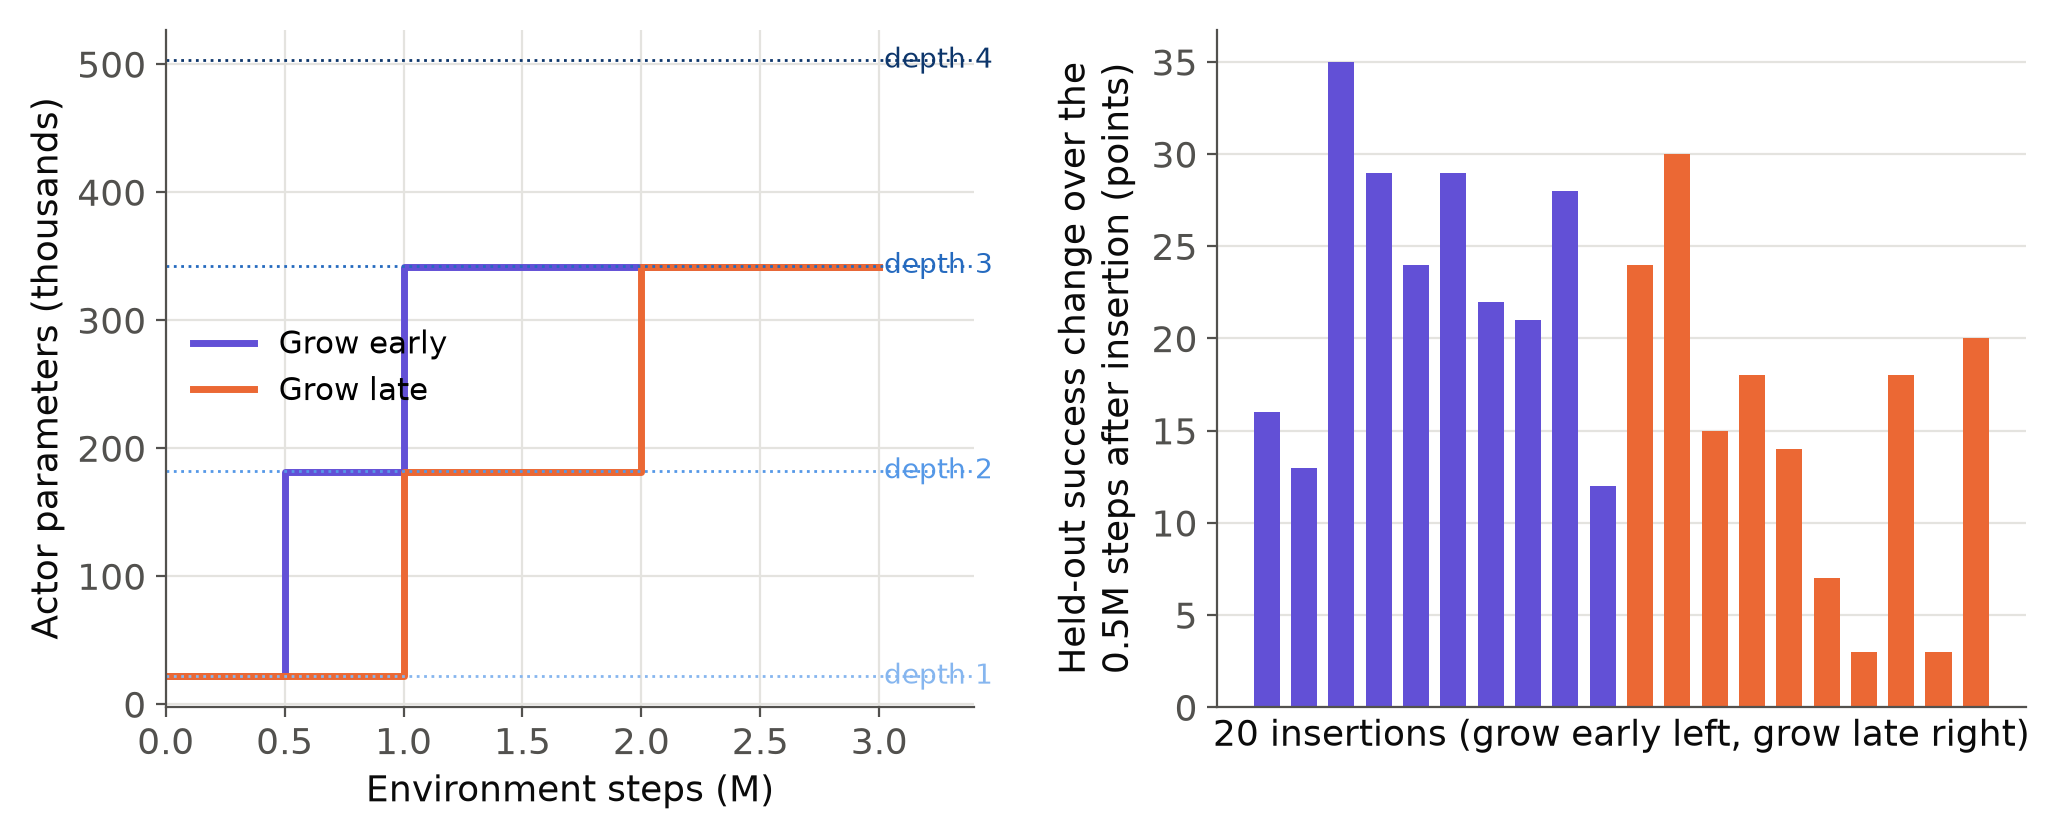 Actor parameters (thousands)
500
400
300
200
100
0
depth 4
depth 3
depth 2
depth 1
Grow early
Grow late
0.0 0.5 1.0 1.5 2.0 2.5 3.0
Environment steps (M)
Held-out success change over the
0.5M steps after insertion (points)
35
30
25
20
15
10
5
0
20 insertions (grow early left, grow late right)